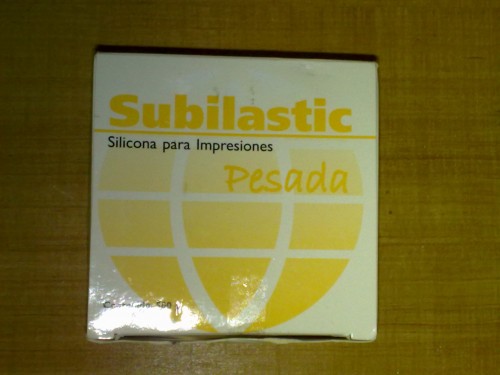 Subilastic
Silicona para Impresiones
Pesada